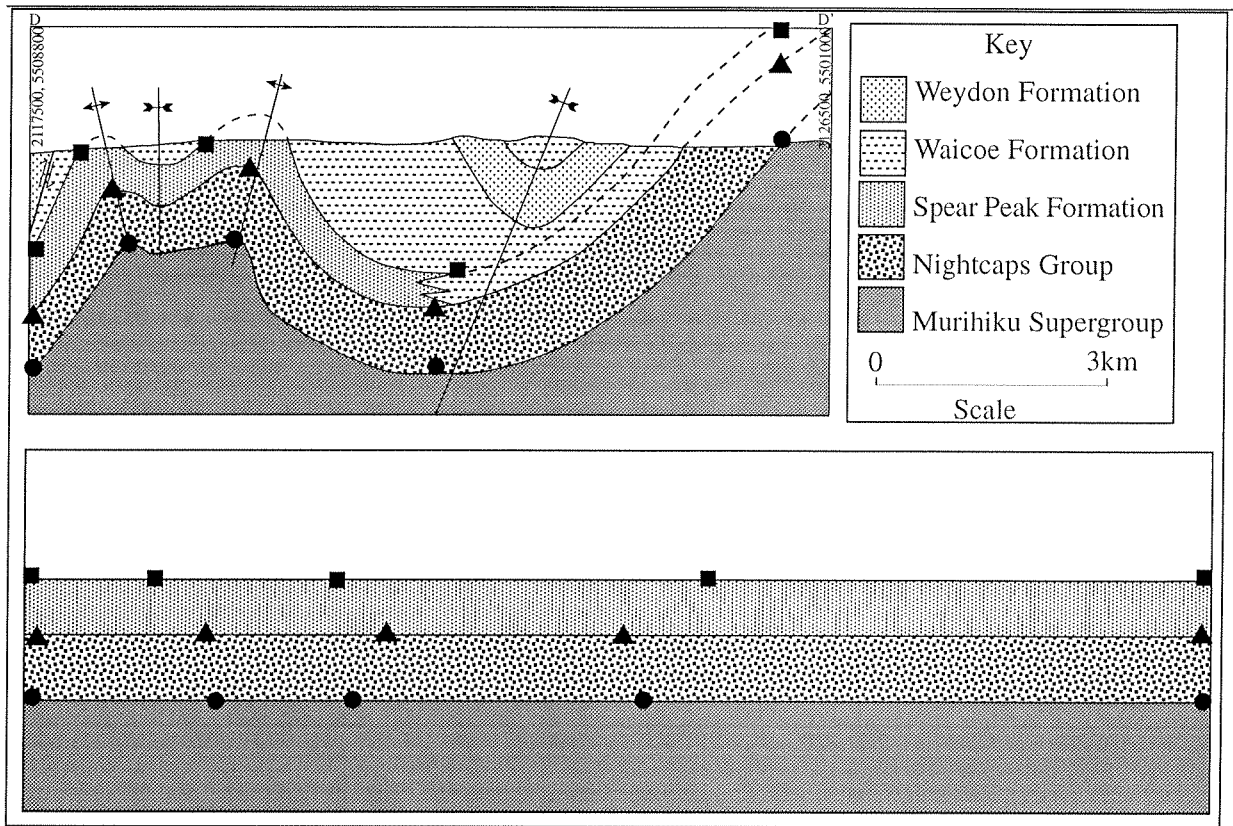 D
D'
2117500, 5508800
2126500, 5501000
Key
Weydon Formation
Waicoe Formation
Spear Peak Formation
Nightcaps Group
Murihiku Supergroup
0 3km
Scale